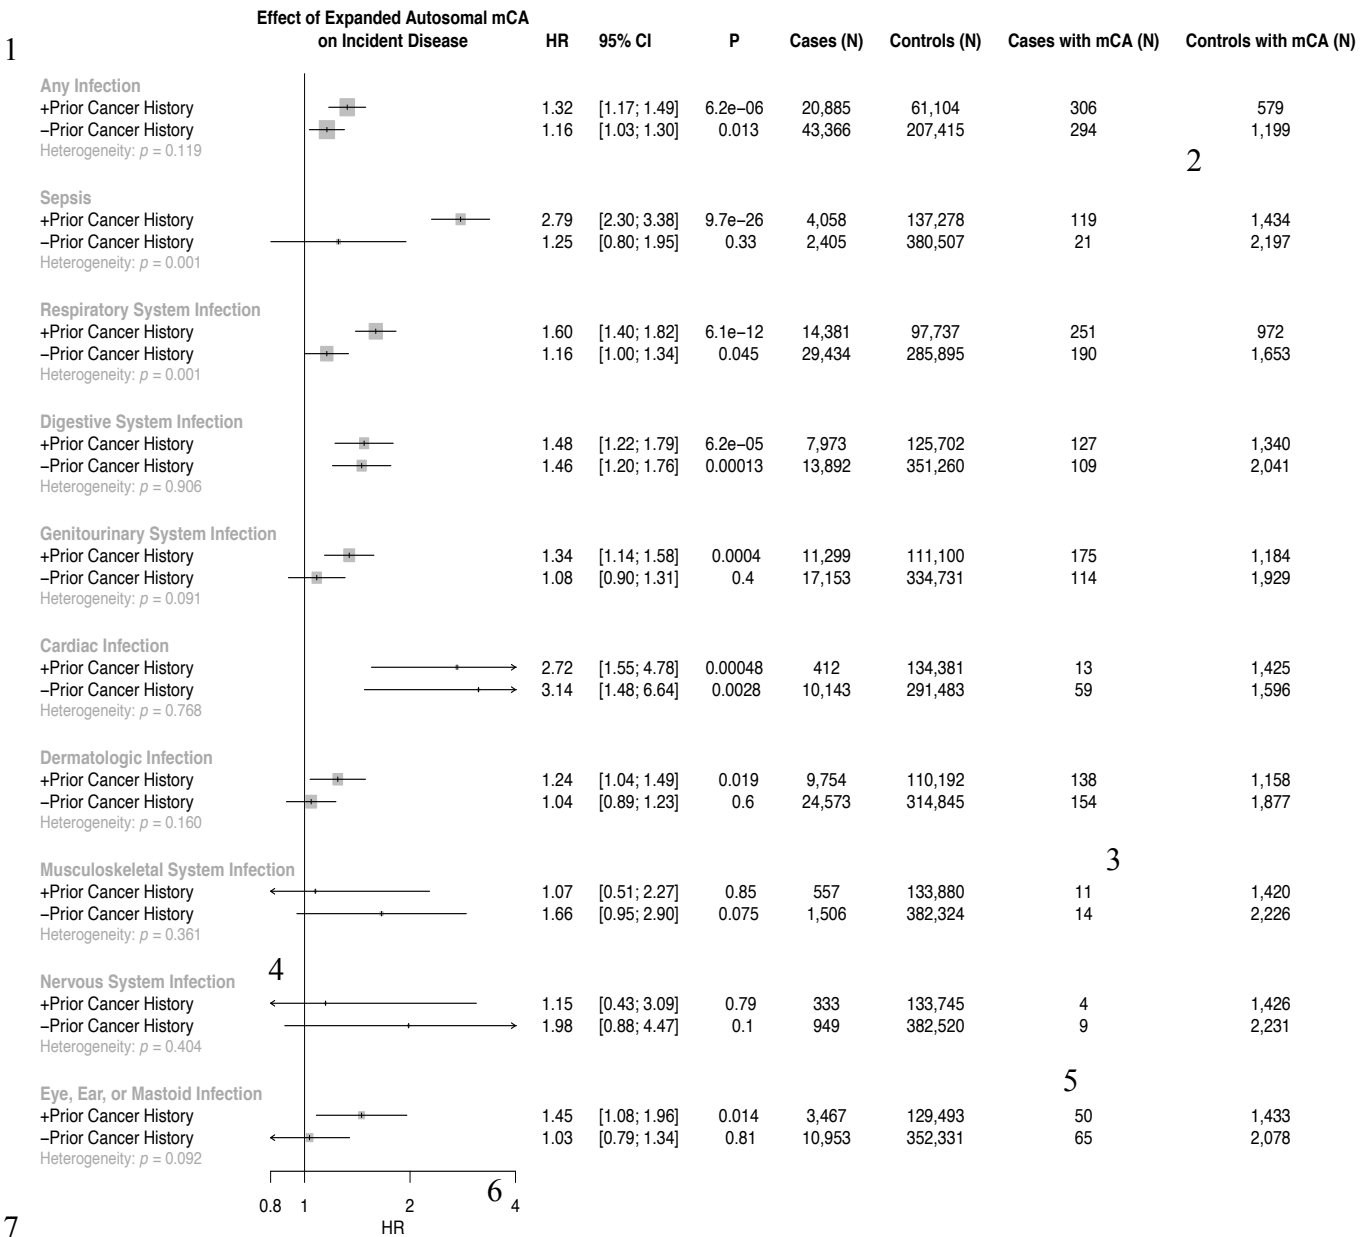 Effect of Expanded Autosomal mCA
on Incident Disease HR 95% CI P Cases (N) Controls (N) Cases with mCA (N) Controls with mCA (N)
1
Any Infection
+Prior Cancer History 1.32 [1.17; 1.49] 6.2e−06 20,885 61,104 306 579
−Prior Cancer History 1.16 [1.03; 1.30] 0.013 43,366 207,415 294 1,199
Heterogeneity: p = 0.119
2
Sepsis
+Prior Cancer History 2.79 [2.30; 3.38] 9.7e−26 4,058 137,278 119 1,434
−Prior Cancer History 1.25 [0.80; 1.95] 0.33 2,405 380,507 21 2,197
Heterogeneity: p = 0.001
Respiratory System Infection
+Prior Cancer History 1.60 [1.40; 1.82] 6.1e−12 14,381 97,737 251 972
−Prior Cancer History 1.16 [1.00; 1.34] 0.045 29,434 285,895 190 1,653
Heterogeneity: p = 0.001
Digestive System Infection
+Prior Cancer History 1.48 [1.22; 1.79] 6.2e−05 7,973 125,702 127 1,340
−Prior Cancer History 1.46 [1.20; 1.76] 0.00013 13,892 351,260 109 2,041
Heterogeneity: p = 0.906
Genitourinary System Infection
+Prior Cancer History 1.34 [1.14; 1.58] 0.0004 11,299 111,100 175 1,184
−Prior Cancer History 1.08 [0.90; 1.31] 0.4 17,153 334,731 114 1,929
Heterogeneity: p = 0.091
Cardiac Infection
+Prior Cancer History 2.72 [1.55; 4.78] 0.00048 412 134,381 13 1,425
−Prior Cancer History 3.14 [1.48; 6.64] 0.0028 10,143 291,483 59 1,596
Heterogeneity: p = 0.768
Dermatologic Infection
+Prior Cancer History 1.24 [1.04; 1.49] 0.019 9,754 110,192 138 1,158
−Prior Cancer History 1.04 [0.89; 1.23] 0.6 24,573 314,845 154 1,877
Heterogeneity: p = 0.160
3
Musculoskeletal System Infection
+Prior Cancer History 1.07 [0.51; 2.27] 0.85 557 133,880 11 1,420
−Prior Cancer History 1.66 [0.95; 2.90] 0.075 1,506 382,324 14 2,226
Heterogeneity: p = 0.361
4
Nervous System Infection
+Prior Cancer History 1.15 [0.43; 3.09] 0.79 333 133,745 4 1,426
−Prior Cancer History 1.98 [0.88; 4.47] 0.1 949 382,520 9 2,231
Heterogeneity: p = 0.404
5
Eye, Ear, or Mastoid Infection
+Prior Cancer History 1.45 [1.08; 1.96] 0.014 3,467 129,493 50 1,433
−Prior Cancer History 1.03 [0.79; 1.34] 0.81 10,953 352,331 65 2,078
Heterogeneity: p = 0.092
6
0.8 1 2 4
HR
7